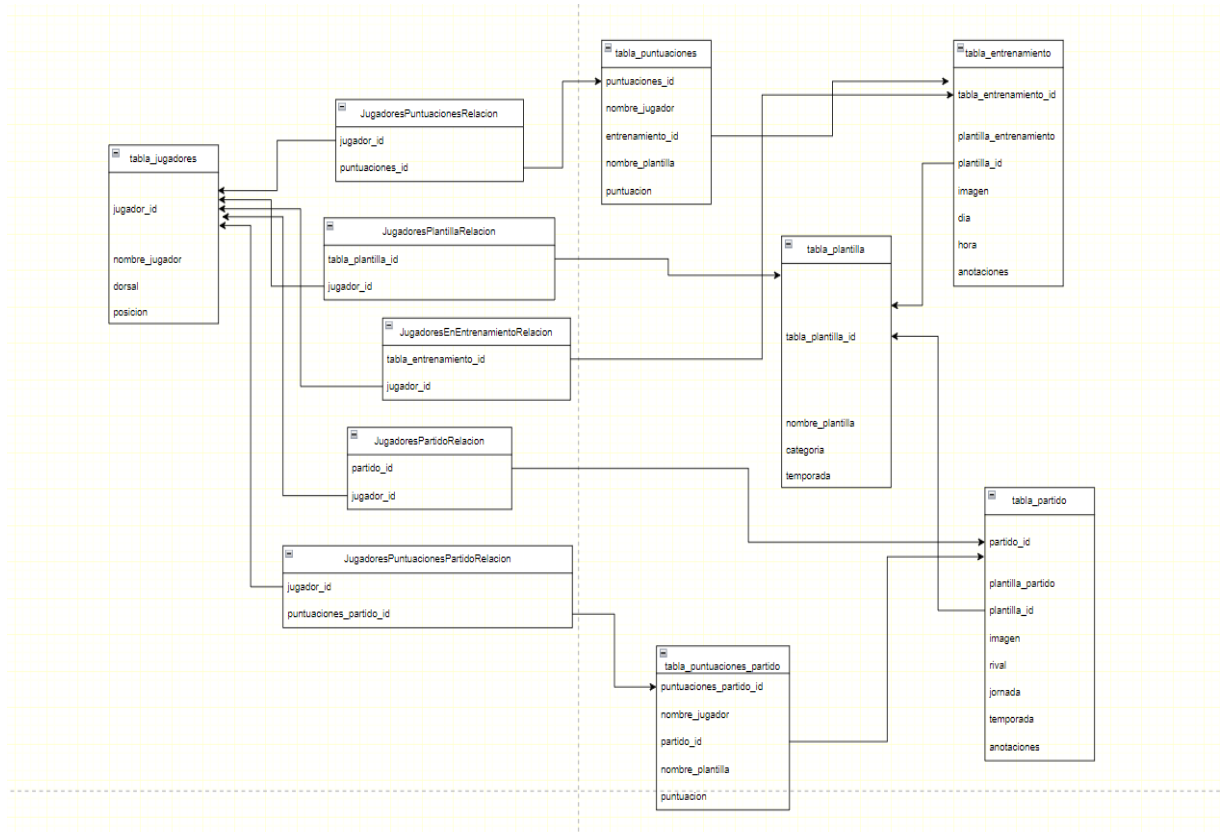 tabla_jugadores
jugador_id
nombre_jugador
dorsal
posicion
JugadoresPuntuacionesRelacion
jugador_id
puntuaciones_id
JugadoresPlantillaRelacion
tabla_plantilla_id
jugador_id
JugadoresEnEntrenamientoRelacion
tabla_entrenamiento_id
jugador_id
JugadoresPartidoRelacion
partido_id
jugador_id
JugadoresPuntuacionesPartidoRelacion
jugador_id
puntuaciones_partido_id
tabla_puntuaciones
puntuaciones_id
nombre_jugador
entrenamiento_id
nombre_plantilla
puntuacion
tabla_entrenamiento
tabla_entrenamiento_id
plantilla_entrenamiento
plantilla_id
imagen
dia
hora
anotaciones
tabla_plantilla
tabla_plantilla_id
nombre_plantilla
categoria
temporada
tabla_partido
partido_id
plantilla_partido
plantilla_id
imagen
rival
jornada
temporada
anotaciones
tabla_puntuaciones_partido
puntuaciones_partido_id
nombre_jugador
partido_id
nombre_plantilla
puntuacion